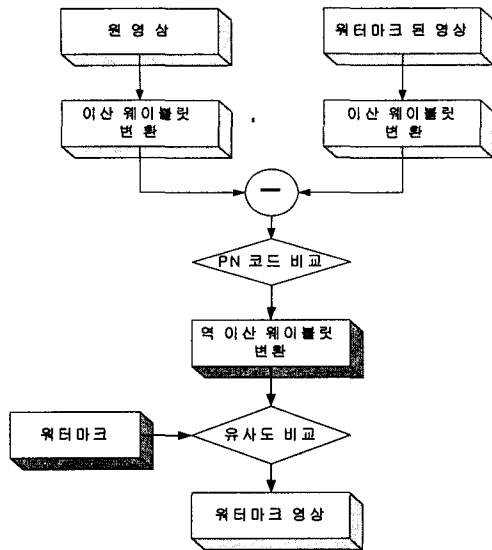 원 영 상
워터마크 된 영상
이산 웨이블릿
변 환
이산 웨이블릿
변 환
PN 코드 비교
역 이산 웨이블릿
변환
워터마크
유사도 비교
워터마크 영상